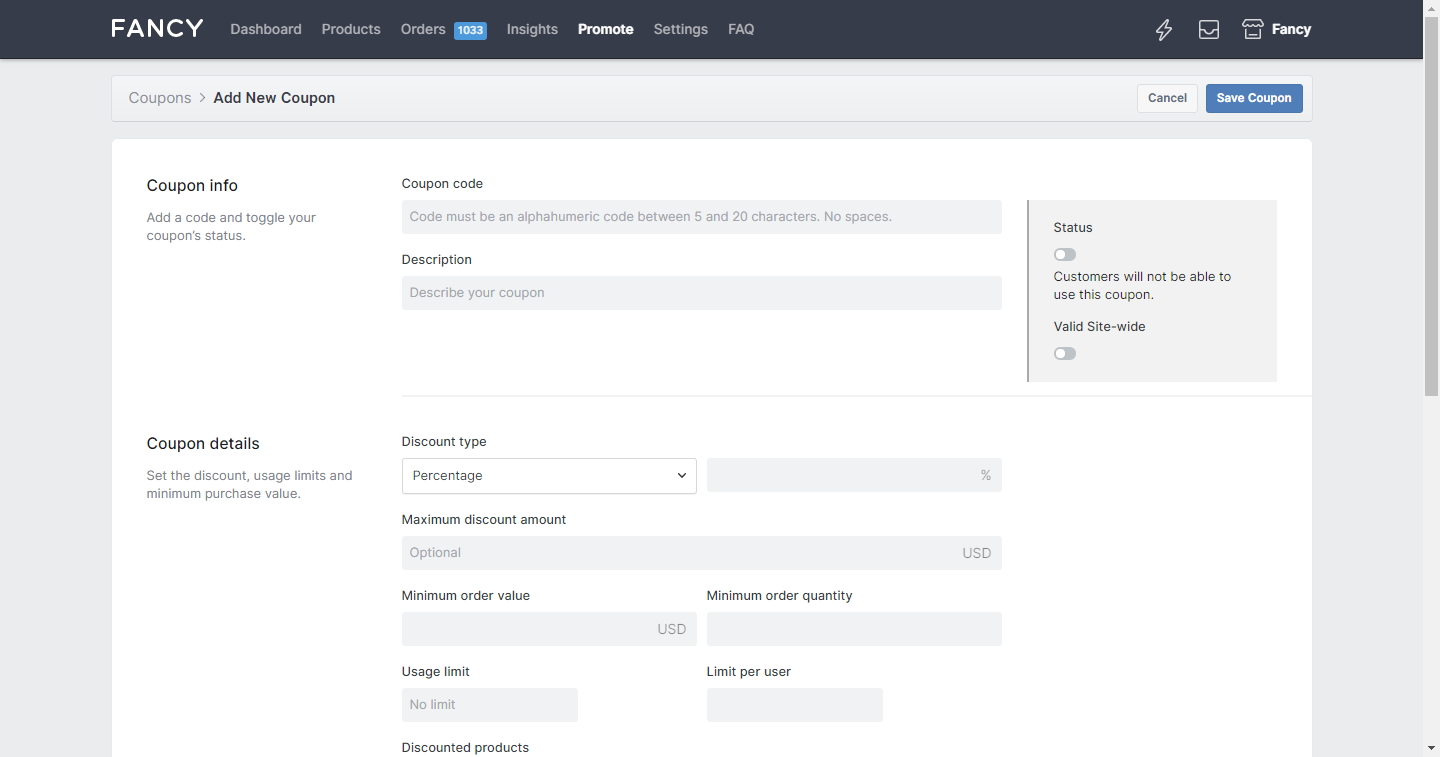 FANCY Dashboard Products Orders 1033 Insights Promote Settings FAQ Fancy
Coupons > Add New Coupon Cancel Save Coupon
Coupon info
Add a code and toggle your
coupon's status.
Coupon code
Code must be an alphahumeric code between 5 and 20 characters. No spaces.
Description
Describe your coupon
Status
Customers will not be able to
use this coupon.
Valid Site-wide
Coupon details
Set the discount, usage limits and
minimum purchase value.
Discount type
Percentage %
Maximum discount amount
Optional USD
Minimum order value Minimum order quantity
USD
Usage limit Limit per user
No limit
Discounted products